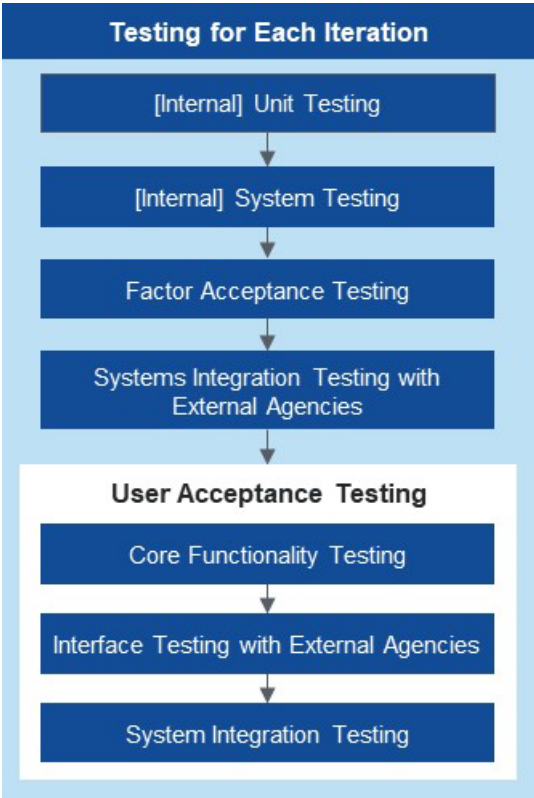 Testing for Each Iteration
[Internal] Unit Testing
[Internal] System Testing
Factor Acceptance Testing
Systems Integration Testing with
External Agencies
User Acceptance Testing
Core Functionality Testing
Interface Testing with External Agencies
System Integration Testing